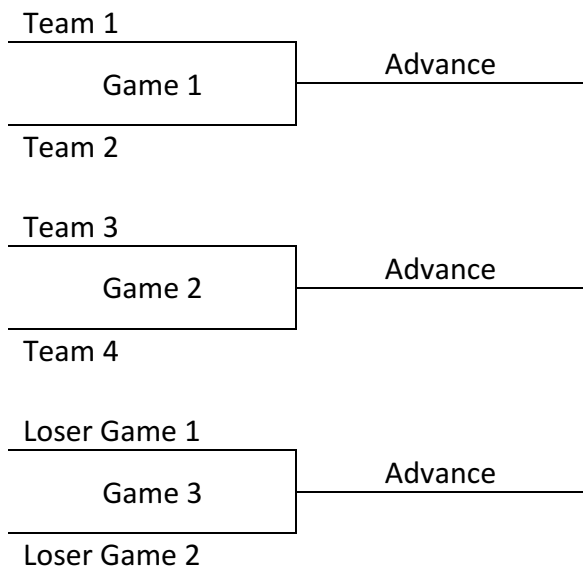 Team 1
Advance
Game 1
Team 2
Team 3
Advance
Game 2
Team 4
Loser Game 1
Advance
Game 3
Loser Game 2